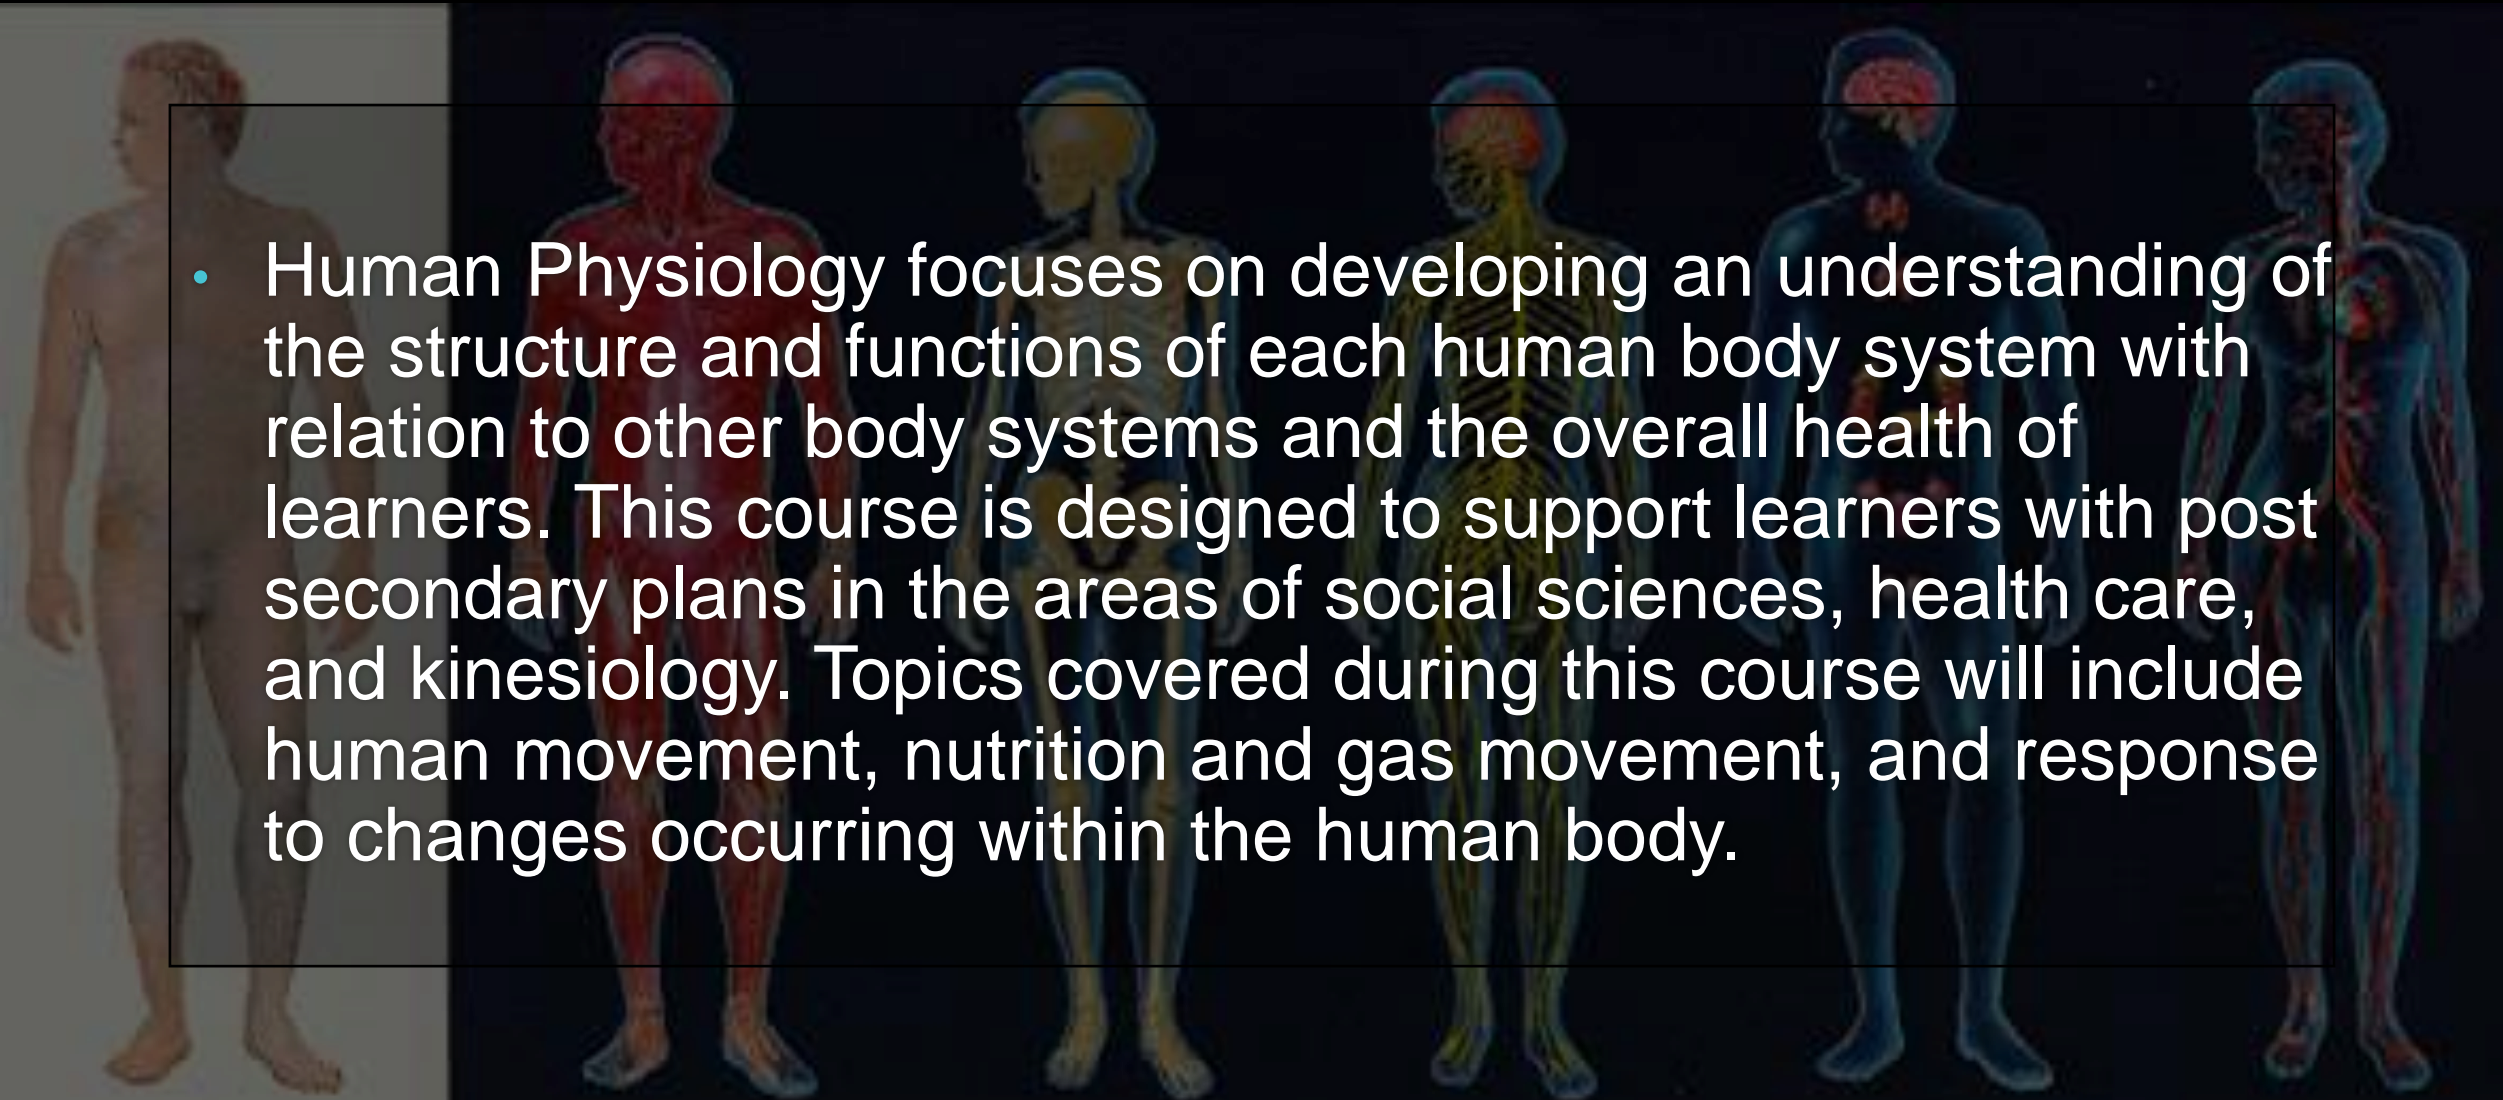 • Human Physiology focuses on developing an understanding of
the structure and functions of each human body system with
relation to other body systems and the overall health of
learners. This course is designed to support learners with post
secondary plans in the areas of social sciences, health care,
and kinesiology. Topics covered during this course will include
human movement, nutrition and gas movement, and response
to changes occurring within the human body.